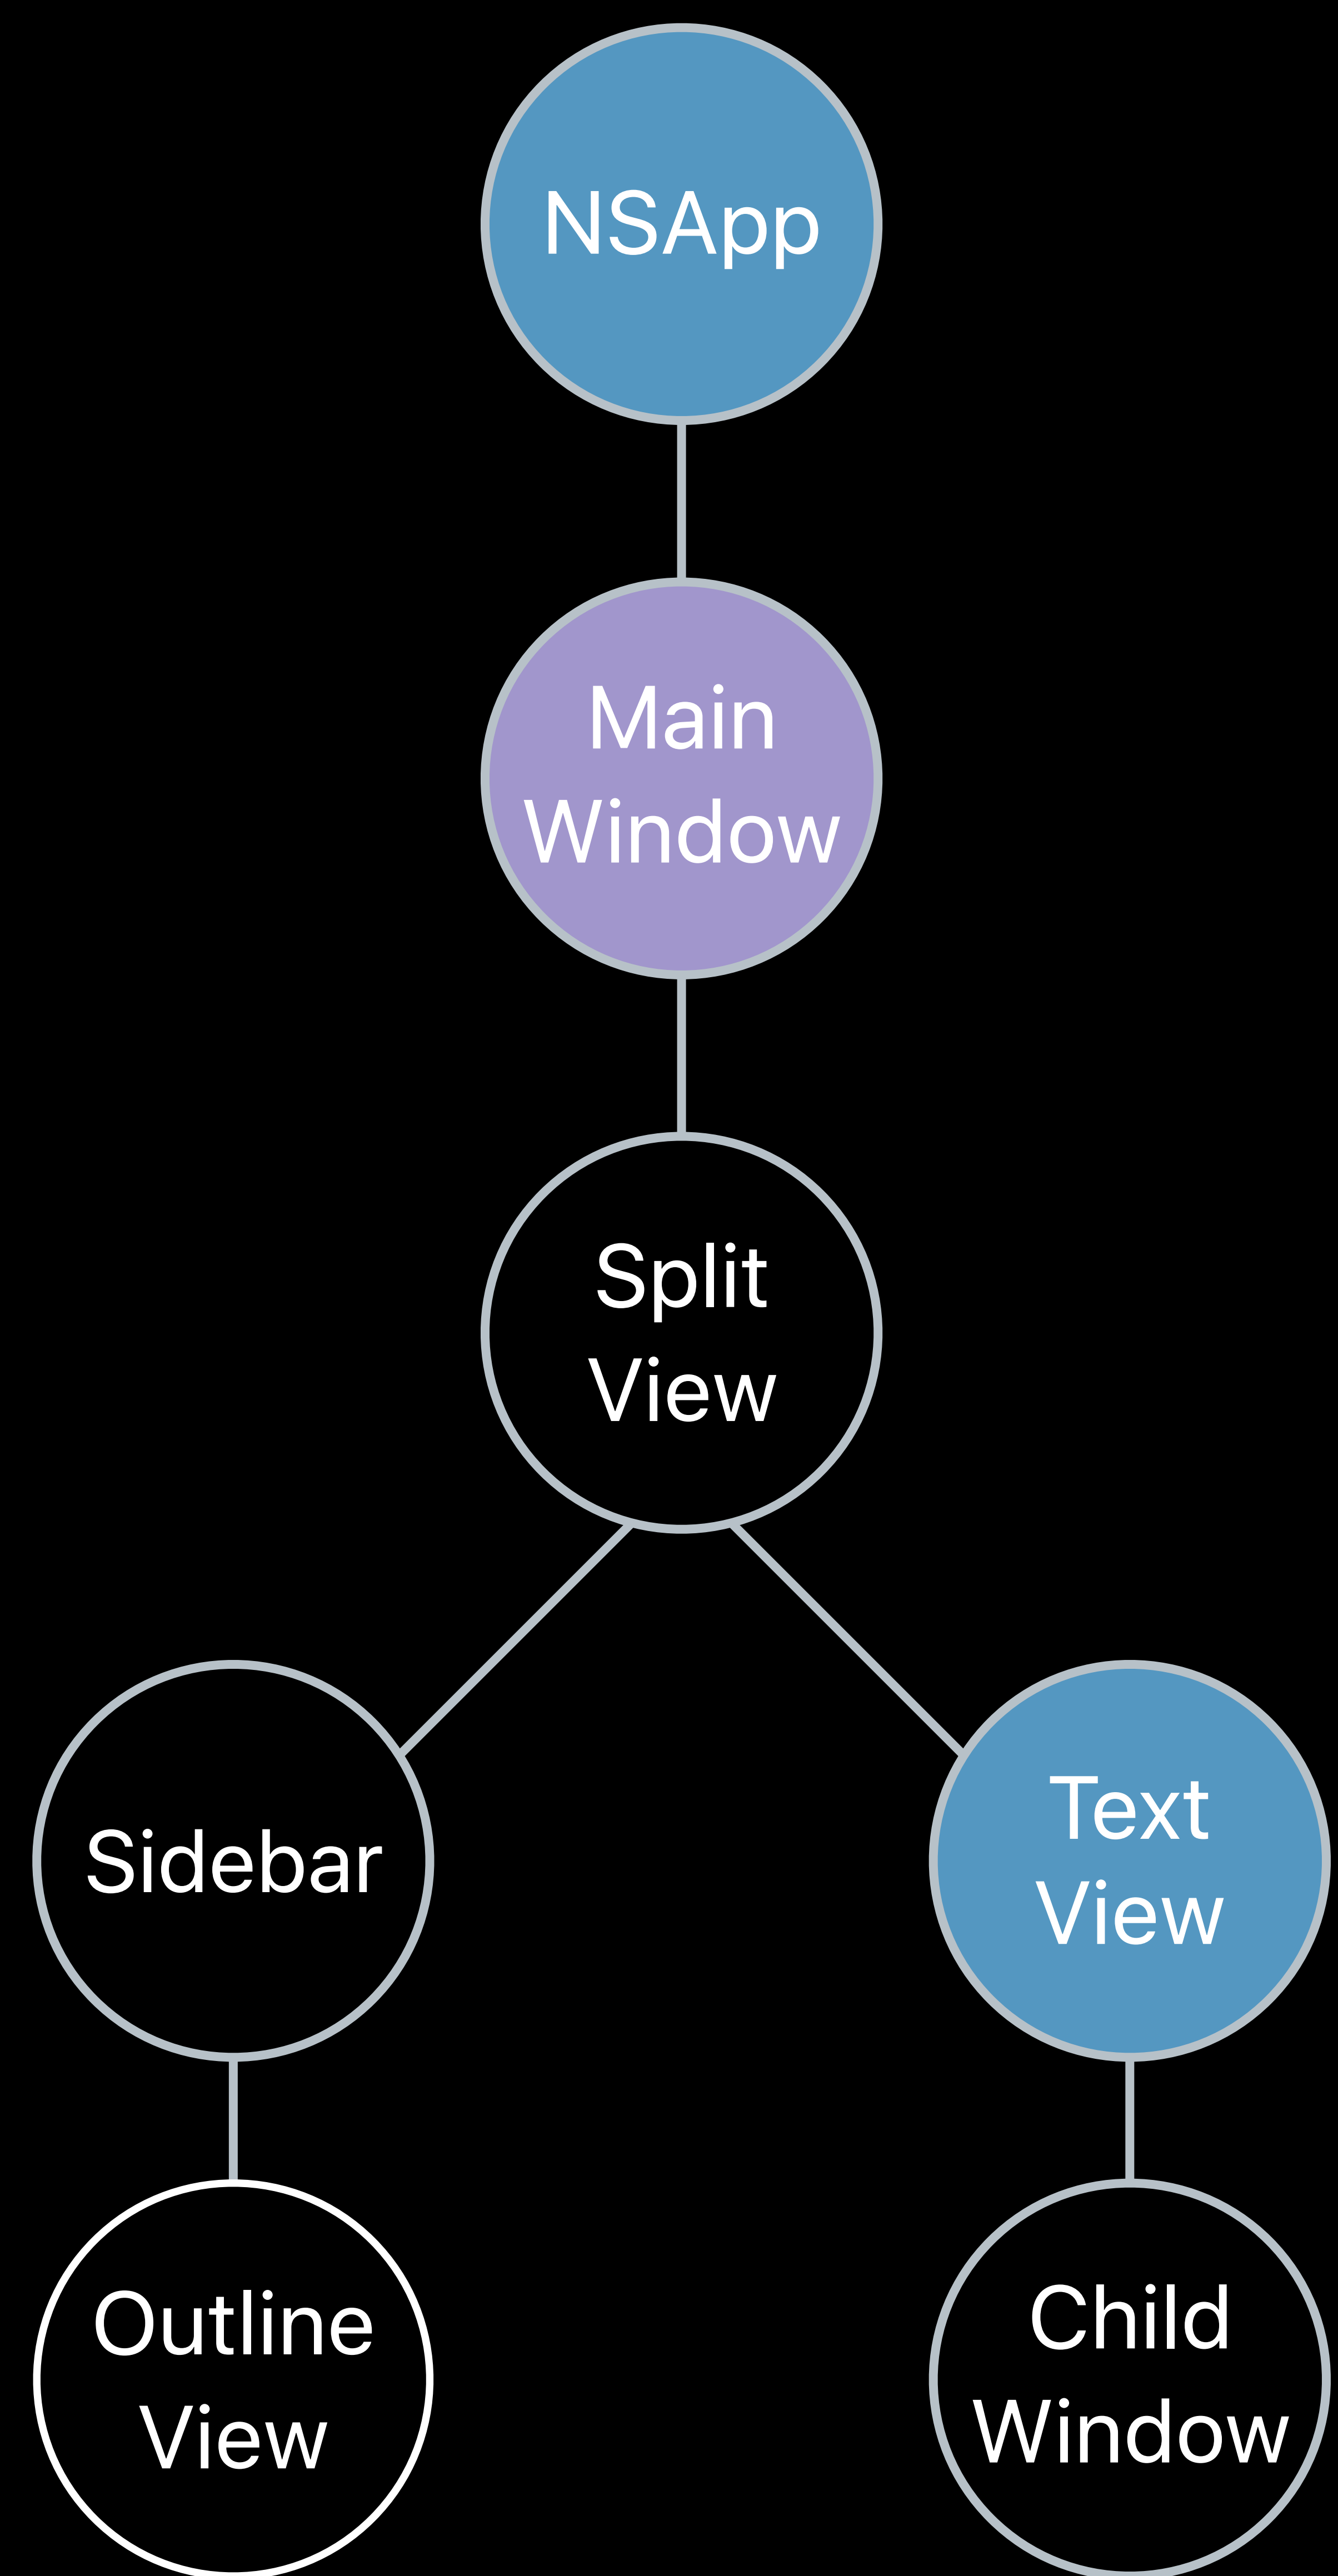 NSApp
Main
Window
Split
View
Sidebar
Text
View
Outline
View
Child
Window